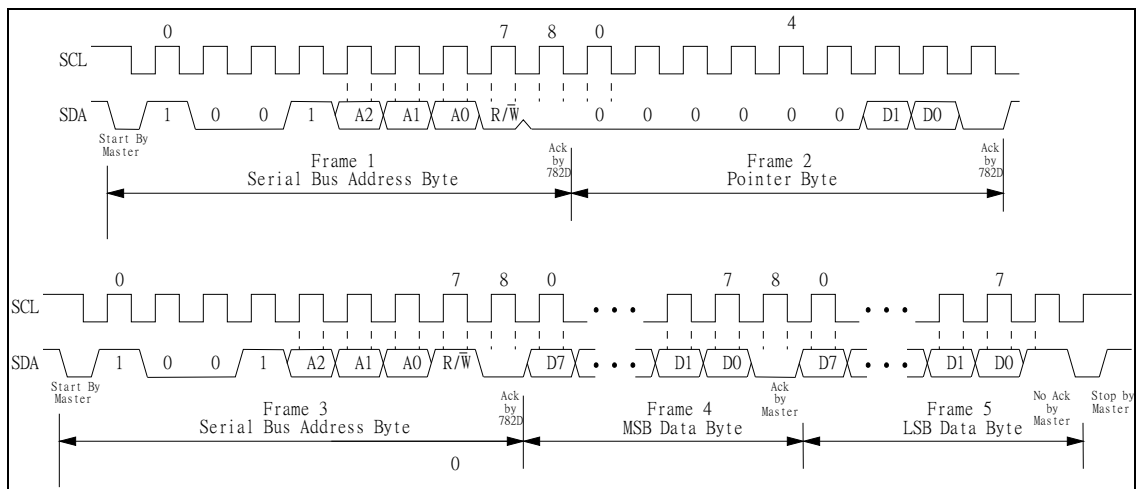 0 7 8 0 4
SCL
SDA 1 0 0 1 A2 A1 A0 R/W̅ 0 0 0 0 0 0 D1 D0
Start By
Master
Frame 1
Serial Bus Address Byte
Ack
by
782D
Frame 2
Pointer Byte
Ack
by
782D
0 7 8 0 7 8 0 7
SCL • • • • • •
SDA 1 0 0 1 A2 A1 A0 R/W̅ D7 • • • D1 D0 D7 • • • D1 D0
Start By
Master
Frame 3
Serial Bus Address Byte
0
Ack
by
782D
Frame 4
MSB Data Byte
Ack
by
Master
Frame 5
LSB Data Byte
No Ack
by
Master
Stop by
Master